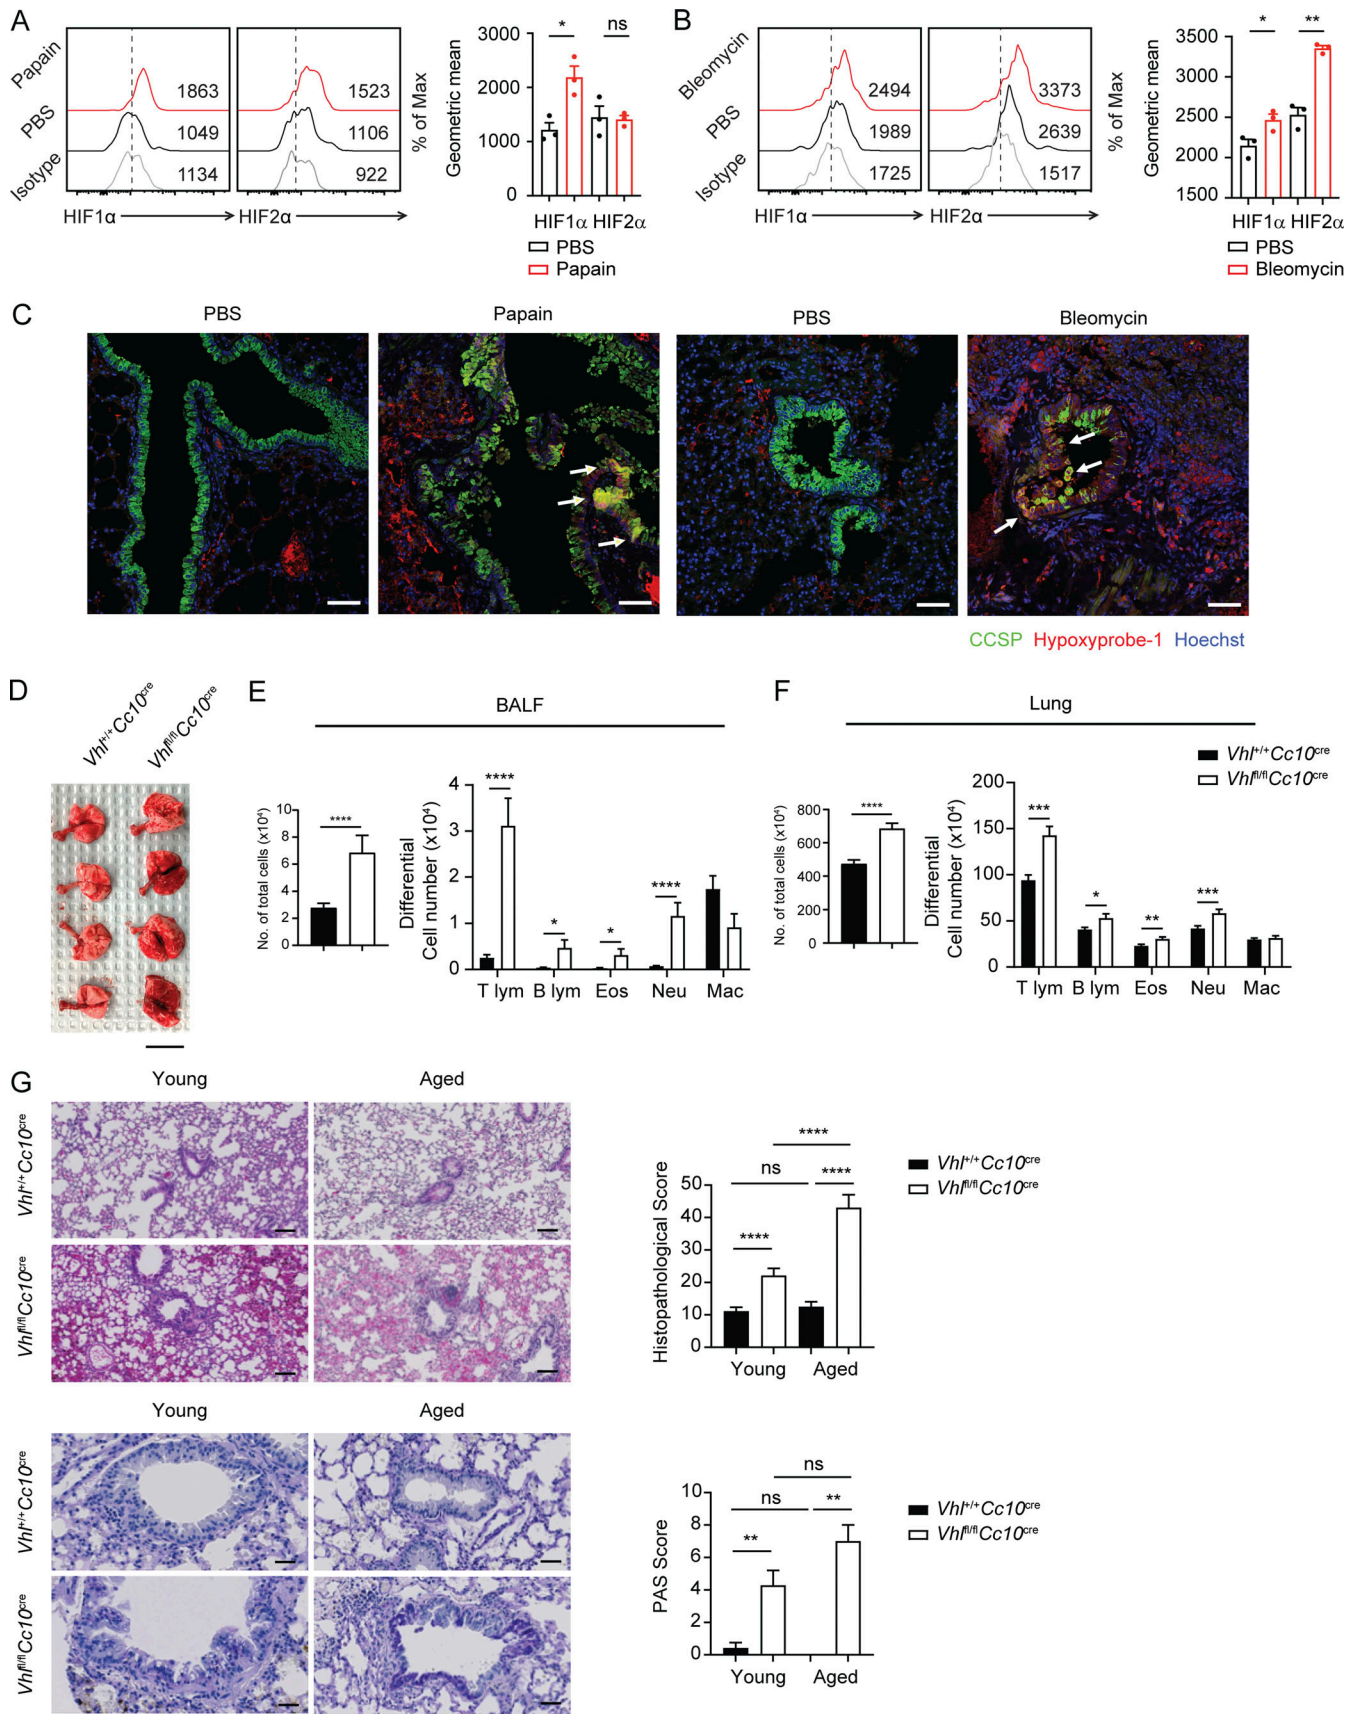 A
Papain
PBS
Isotype
1863
1049
1134
HIF1α
1523
1106
922
HIF2α
% of Max
Geometric mean
3000
2000
1000
0
*
ns
HIF1α HIF2α
PBS
Papain
B
Bleomycin
PBS
Isotype
2494
1989
1725
HIF1α
3373
2639
1517
HIF2α
% of Max
Geometric mean
3500
3000
2500
2000
1500
*
**
HIF1α HIF2α
PBS
Bleomycin
C
PBS
Papain
PBS
Bleomycin
CCSP Hypoxyprobe-1 Hoechst
D
Vhl+/+Cc10cre
Vhlfl/flCc10cre
E
BALF
No. of total cells (x10⁴)
10
8
6
4
2
0
****
Differential
Cell number (x10⁴)
4
3
2
1
0
****
*
*
****
T lym B lym Eos Neu Mac
F
Lung
Vhl+/+Cc10cre
Vhlfl/flCc10cre
No. of total cells (x10⁴)
800
600
400
200
0
****
Differential
Cell number (x10⁴)
200
150
100
50
0
***
*
**
***
T lym B lym Eos Neu Mac
G
Young
Aged
Vhl+/+Cc10cre
Vhlfl/flCc10cre
Histopathological Score
50
40
30
20
10
0
****
ns
****
****
Young Aged
Vhl+/+Cc10cre
Vhlfl/flCc10cre
Young
Aged
Vhl+/+Cc10cre
Vhlfl/flCc10cre
PAS Score
8
6
4
2
0
ns
ns
**
**
Young Aged
Vhl+/+Cc10cre
Vhlfl/flCc10cre